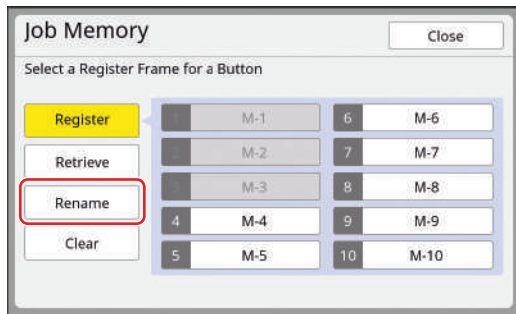 Job Memory
Close
Select a Register Frame for a Button
Register
Retrieve
Rename
Clear
1 M-1
2 M-2
3 M-3
4 M-4
5 M-5
6 M-6
7 M-7
8 M-8
9 M-9
10 M-10